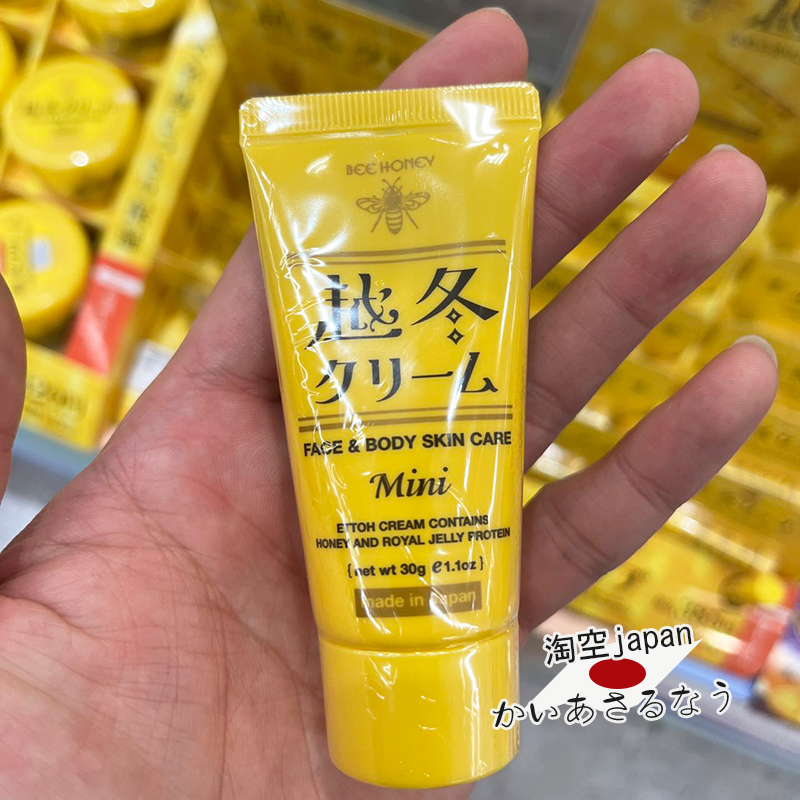 BEE HONEY
越冬
クリーム
FACE & BODY SKIN CARE
Mini
ETTOH CREAM CONTAINS
HONEY AND ROYAL JELLY PROTEIN
{ net wt 30g ℮1.1oz }
made in Japan
淘空japan
かいあさるなう